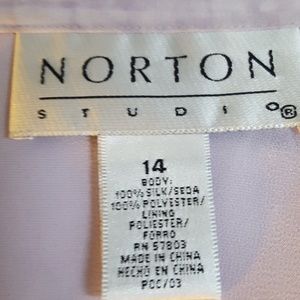 NORTON
STUDIO®
14
BODY:
100% SILK/SEDA
100% POLYESTER/
LINING
POLIESTER/
FORRO
RN 57803
MADE IN CHINA
HECHO EN CHINA
POC/03